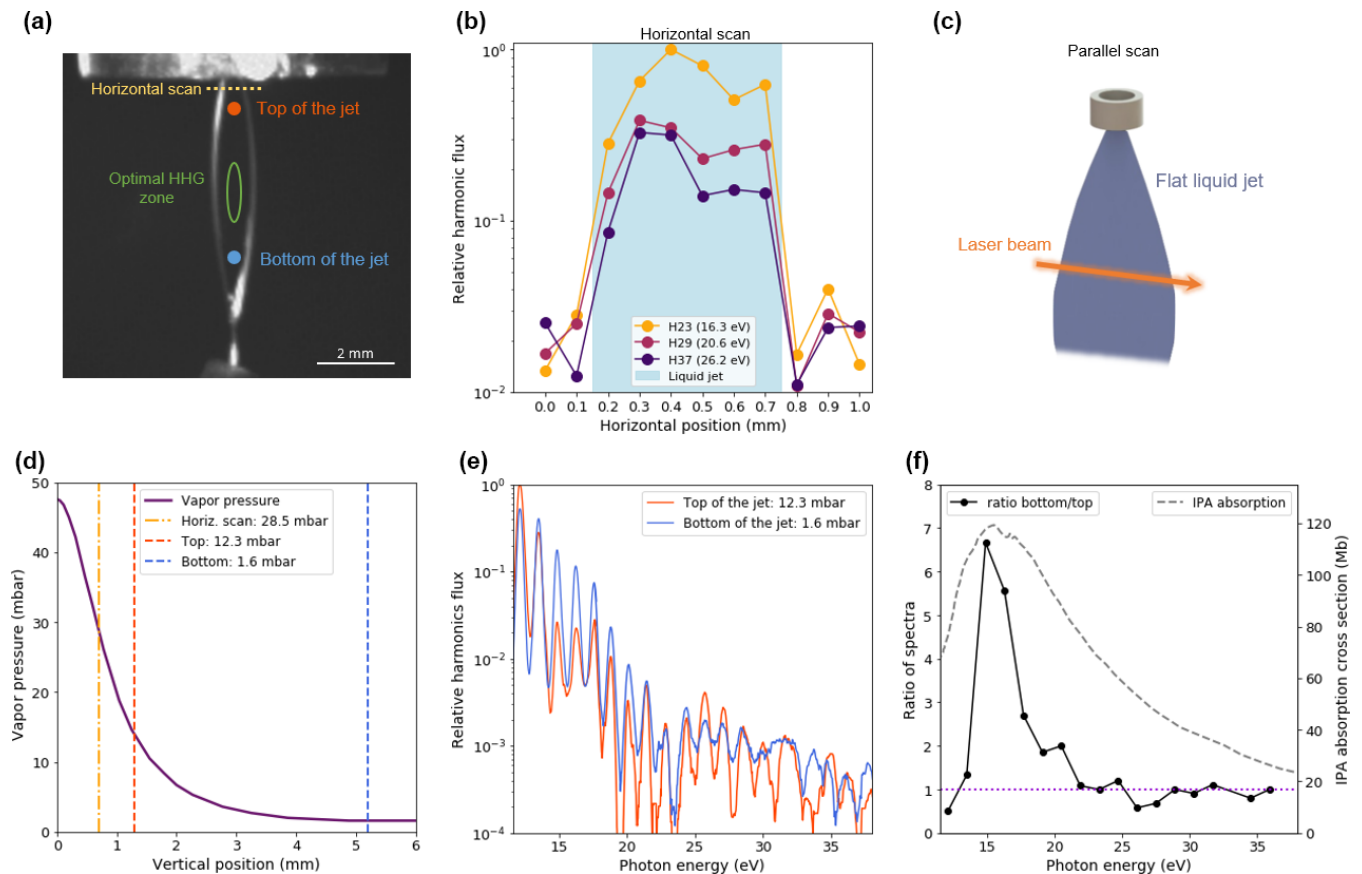 (a)
Horizontal scan
Top of the jet
Optimal HHG
zone
Bottom of the jet
2 mm
(b)
Horizontal scan
10^0
10^-1
10^-2
Relative harmonic flux
H23 (16.3 eV)
H29 (20.6 eV)
H37 (26.2 eV)
Liquid jet
0.0 0.1 0.2 0.3 0.4 0.5 0.6 0.7 0.8 0.9 1.0
Horizontal position (mm)
(c)
Parallel scan
Flat liquid jet
Laser beam
(d)
50
40
30
20
10
0
Vapor pressure (mbar)
Vapor pressure
Horiz. scan: 28.5 mbar
Top: 12.3 mbar
Bottom: 1.6 mbar
0 1 2 3 4 5 6
Vertical position (mm)
(e)
10^0
10^-1
10^-2
10^-3
10^-4
Relative harmonics flux
Top of the jet: 12.3 mbar
Bottom of the jet: 1.6 mbar
15 20 25 30 35
Photon energy (eV)
(f)
8
7
6
5
4
3
2
1
0
Ratio of spectra
ratio bottom/top
IPA absorption
120
100
80
60
40
20
0
IPA absorption cross section (Mb)
15 20 25 30 35
Photon energy (eV)